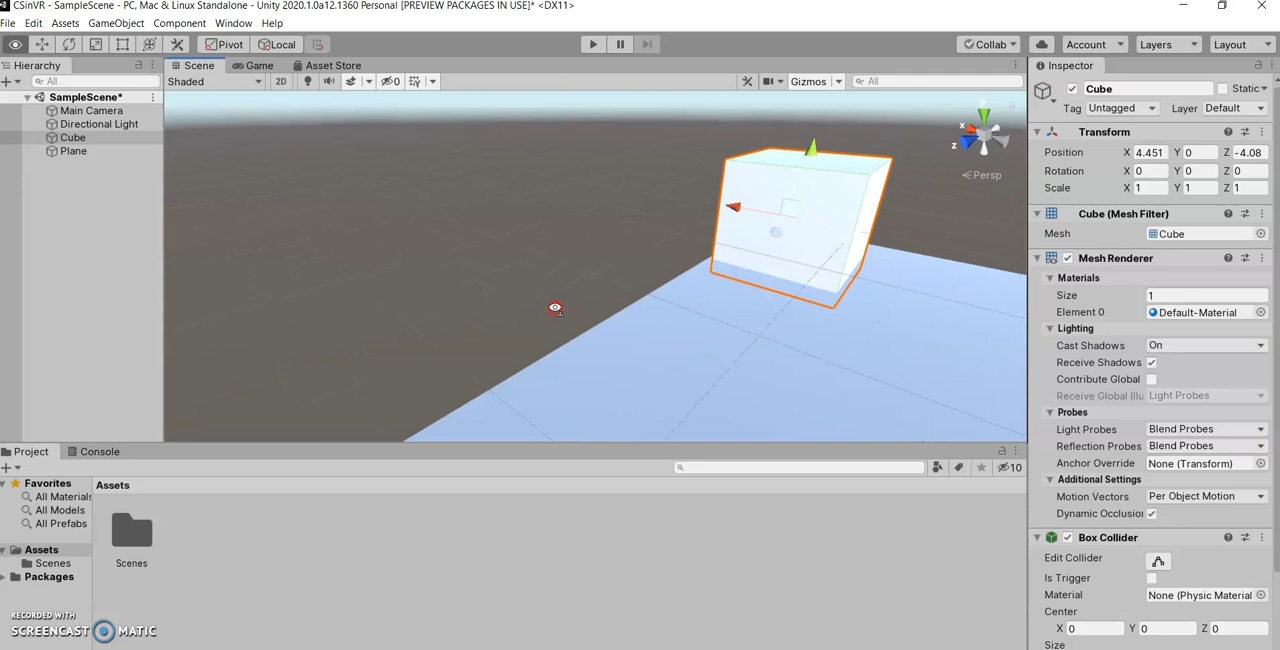 CSinVR - SampleScene - PC, Mac & Linux Standalone - Unity 2020.1.0a12.1360 Personal [PREVIEW PACKAGES IN USE]* <DX11>
File Edit Assets GameObject Component Window Help
Pivot Local Collab Account Layers Layout
Hierarchy Scene Game Asset Store Inspector
All Shaded 2D 0 Gizmos All
Cube Static
Tag Untagged Layer Default
SampleScene*
Main Camera
Directional Light
Cube
Plane
y
x
z
Persp
Transform
Position X 4.451 Y 0 Z -4.08
Rotation X 0 Y 0 Z 0
Scale X 1 Y 1 Z 1
Cube (Mesh Filter)
Mesh Cube
Mesh Renderer
Materials
Size 1
Element 0 Default-Material
Lighting
Cast Shadows On
Receive Shadows
Contribute Global
Receive Global Illu Light Probes
Probes
Light Probes Blend Probes
Reflection Probes Blend Probes
Anchor Override None (Transform)
Additional Settings
Motion Vectors Per Object Motion
Dynamic Occlusion
Box Collider
Edit Collider
Is Trigger
Material None (Physic Material
Center
X 0 Y 0 Z 0
Size
Project Console
10
Favorites
All Materials
All Models
All Prefabs
Assets
Scenes
Packages
Assets
Scenes
RECORDED WITH
SCREENCAST MATIC